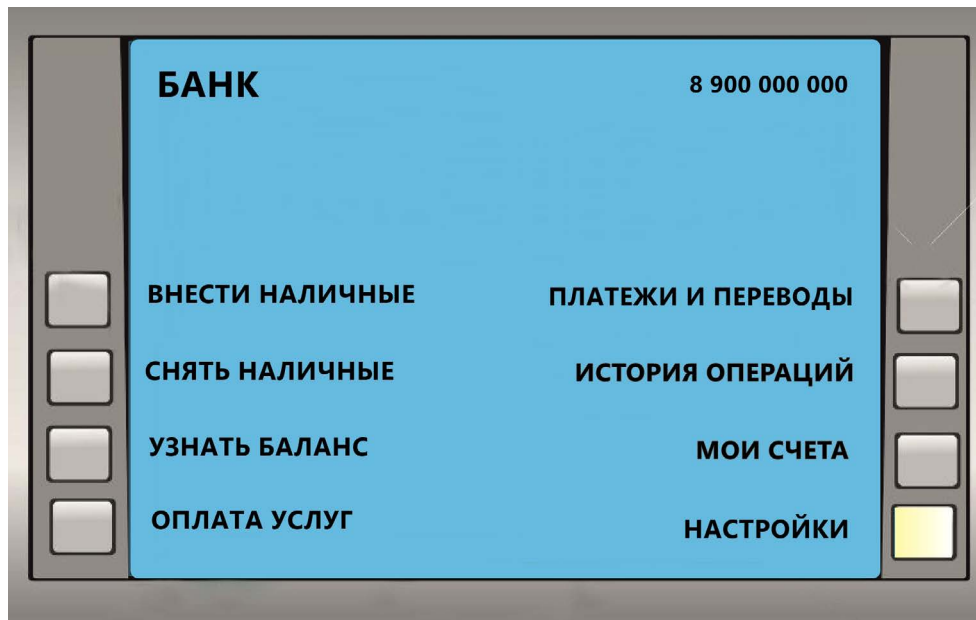 БАНК
8 900 000 000
ВНЕСТИ НАЛИЧНЫЕ
ПЛАТЕЖИ И ПЕРЕВОДЫ
СНЯТЬ НАЛИЧНЫЕ
ИСТОРИЯ ОПЕРАЦИЙ
УЗНАТЬ БАЛАНС
МОИ СЧЕТА
ОПЛАТА УСЛУГ
НАСТРОЙКИ